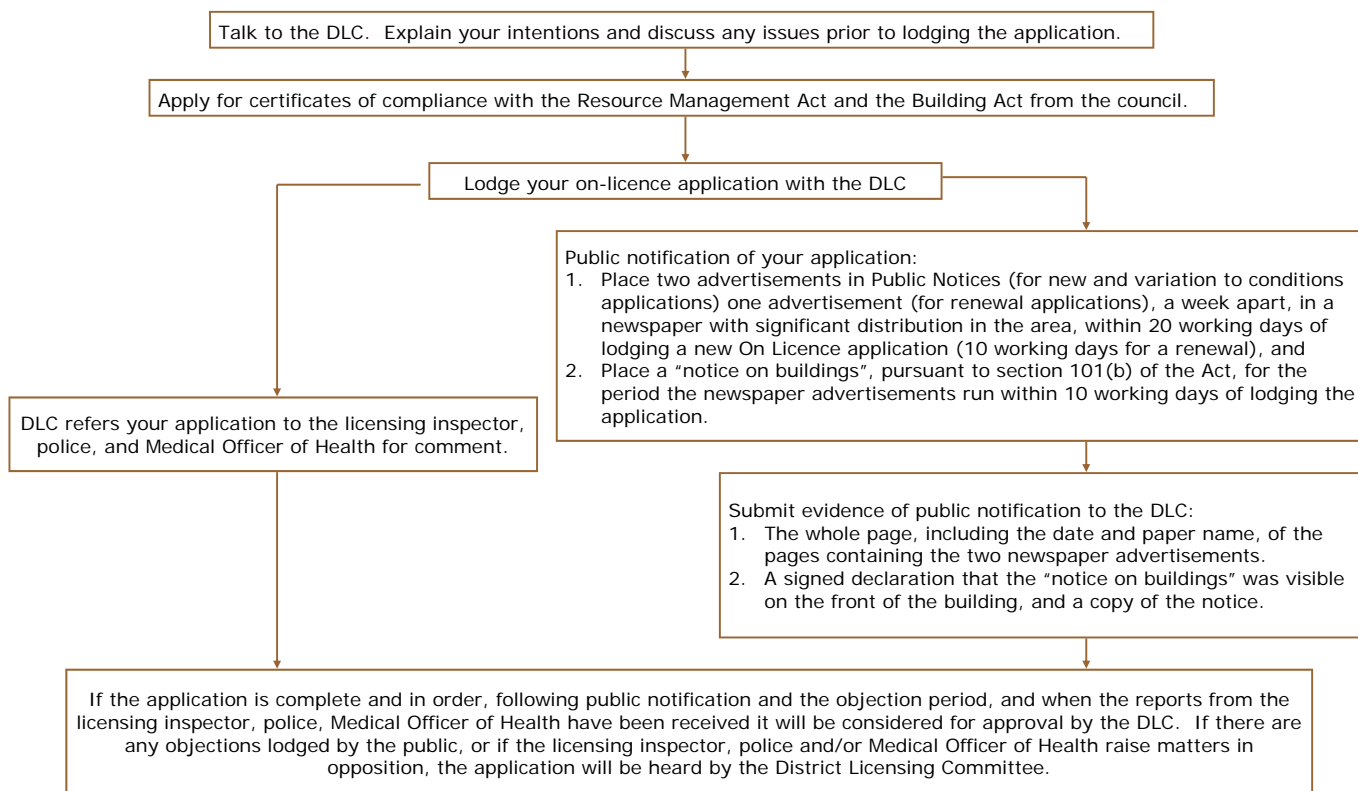 Talk to the DLC.  Explain your intentions and discuss any issues prior to lodging the application.
Apply for certificates of compliance with the Resource Management Act and the Building Act from the council.
Lodge your on-licence application with the DLC
Public notification of your application:
1. Place two advertisements in Public Notices (for new and variation to conditions
applications) one advertisement (for renewal applications), a week apart, in a
newspaper with significant distribution in the area, within 20 working days of
lodging a new On Licence application (10 working days for a renewal), and
2. Place a “notice on buildings”, pursuant to section 101(b) of the Act, for the
period the newspaper advertisements run within 10 working days of lodging the
application.
DLC refers your application to the licensing inspector,
police, and Medical Officer of Health for comment.
Submit evidence of public notification to the DLC:
1. The whole page, including the date and paper name, of the
pages containing the two newspaper advertisements.
2. A signed declaration that the “notice on buildings” was visible
on the front of the building, and a copy of the notice.
If the application is complete and in order, following public notification and the objection period, and when the reports from the
licensing inspector, police, Medical Officer of Health have been received it will be considered for approval by the DLC.  If there are
any objections lodged by the public, or if the licensing inspector, police and/or Medical Officer of Health raise matters in
opposition, the application will be heard by the District Licensing Committee.